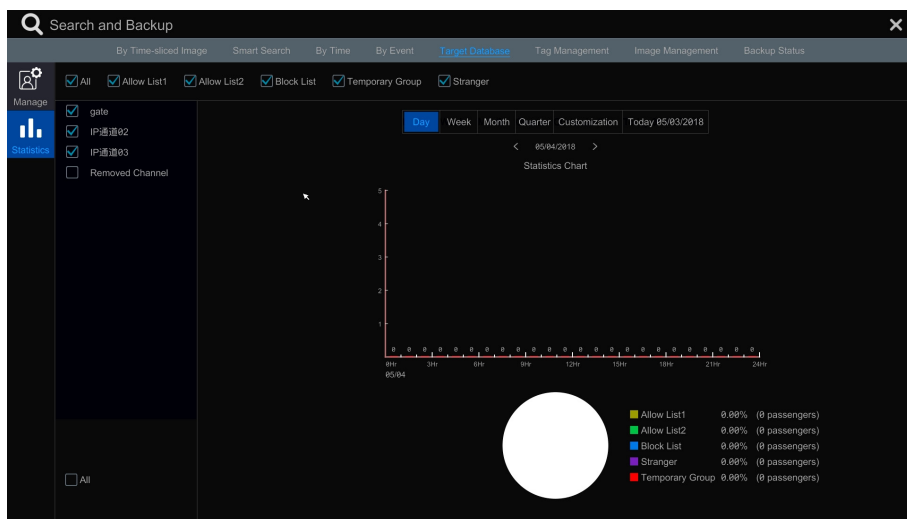 Search and Backup
By Time-sliced Image Smart Search By Time By Event Target Database Tag Management Image Management Backup Status
Manage
Statistics
All Allow List1 Allow List2 Block List Temporary Group Stranger
gate
IP通道02
IP通道03
Removed Channel
All
Day Week Month Quarter Customization Today 05/03/2018
< 05/04/2018 >
Statistics Chart
5
4
3
2
1
0 0 0 0 0 0 0 0 0 0 0 0 0 0 0 0 0 0 0 0 0 0 0 0
0Hr 3Hr 6Hr 9Hr 12Hr 15Hr 18Hr 21Hr 24Hr
05/04
Allow List1 0.00% (0 passengers)
Allow List2 0.00% (0 passengers)
Block List 0.00% (0 passengers)
Stranger 0.00% (0 passengers)
Temporary Group 0.00% (0 passengers)